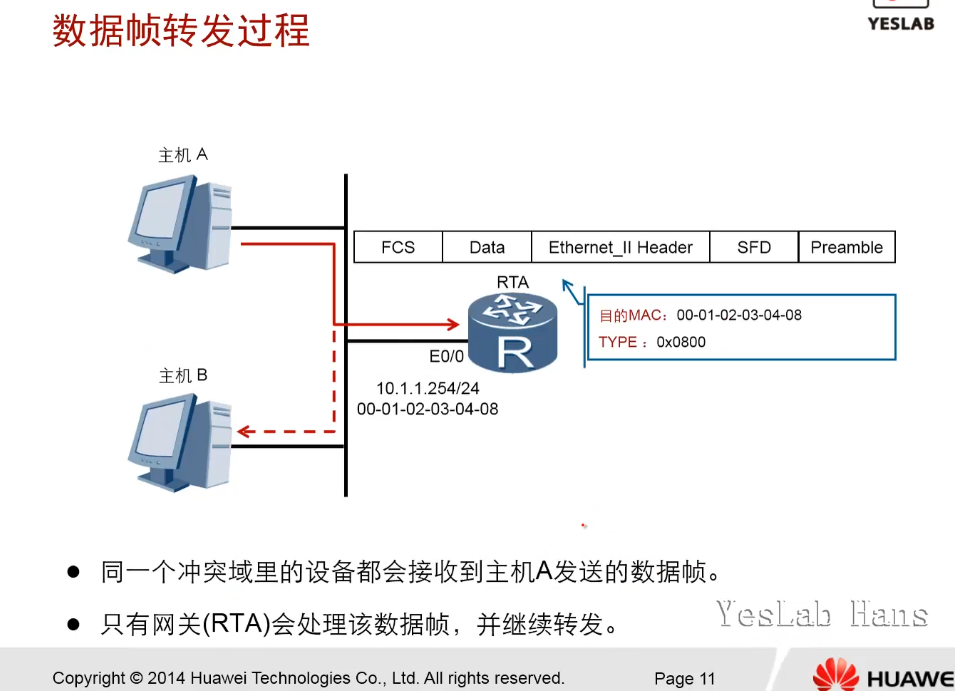 数据帧转发过程
YESLAB
主机 A
FCS Data Ethernet_II Header SFD Preamble
RTA
目的MAC：00-01-02-03-04-08
TYPE ：0x0800
R
E0/0
主机 B
10.1.1.254/24
00-01-02-03-04-08
● 同一个冲突域里的设备都会接收到主机A发送的数据帧。
● 只有网关(RTA)会处理该数据帧，并继续转发。
YesLab Hans
Copyright © 2014 Huawei Technologies Co., Ltd. All rights reserved.
Page 11
HUAWE